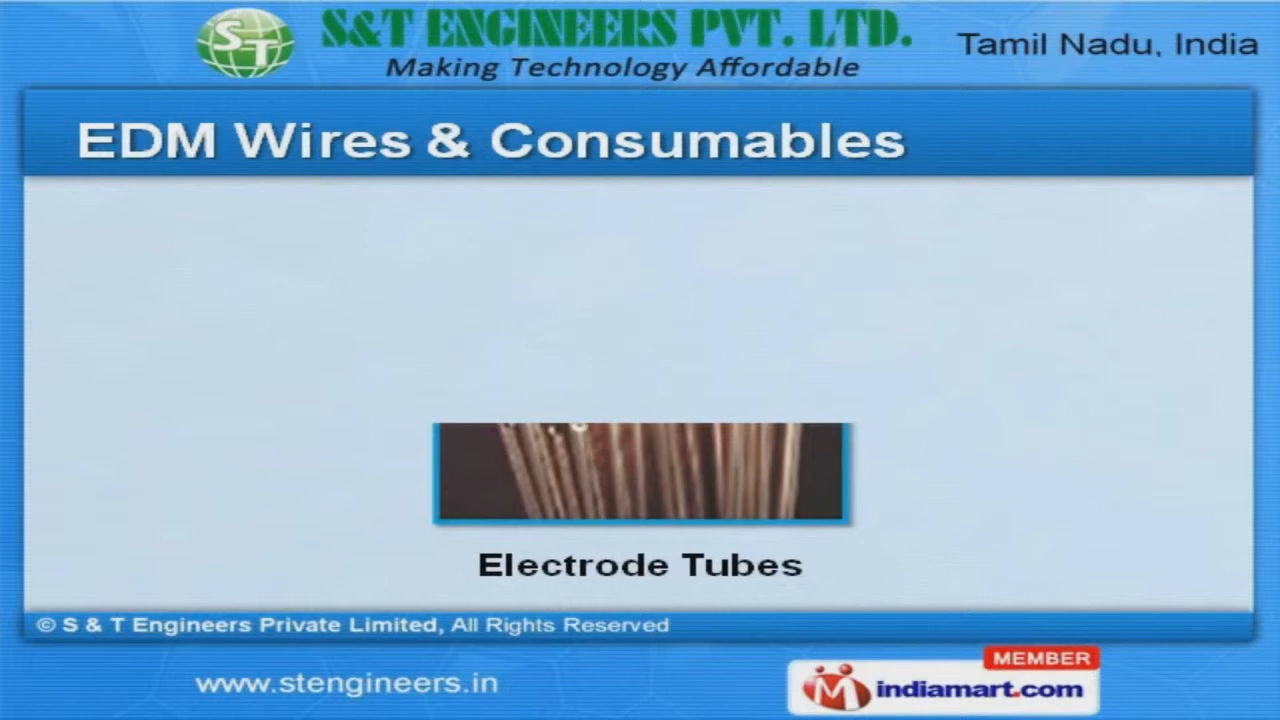 S&T ENGINEERS PVT. LTD.
Making Technology Affordable
Tamil Nadu, India
EDM Wires & Consumables
Electrode Tubes
© S & T Engineers Private Limited, All Rights Reserved
www.stengineers.in
MEMBER
indiamart.com